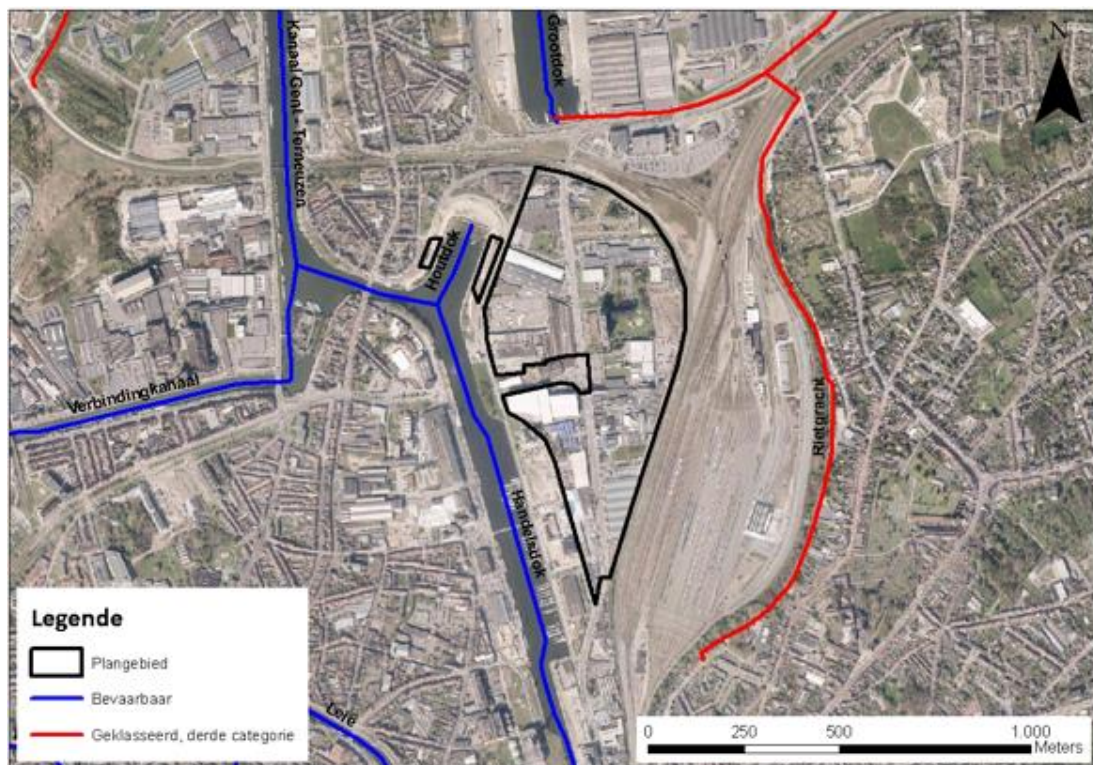 Kanaal Gent - Terneuzen
Grootdok
N
Houtdok
Verbindingkanaal
Rietgracht
Handelsdok
Leie
Legende
Plangebied
Bevaarbaar
Geklasseerd, derde categorie
0 250 500 1.000
Meters